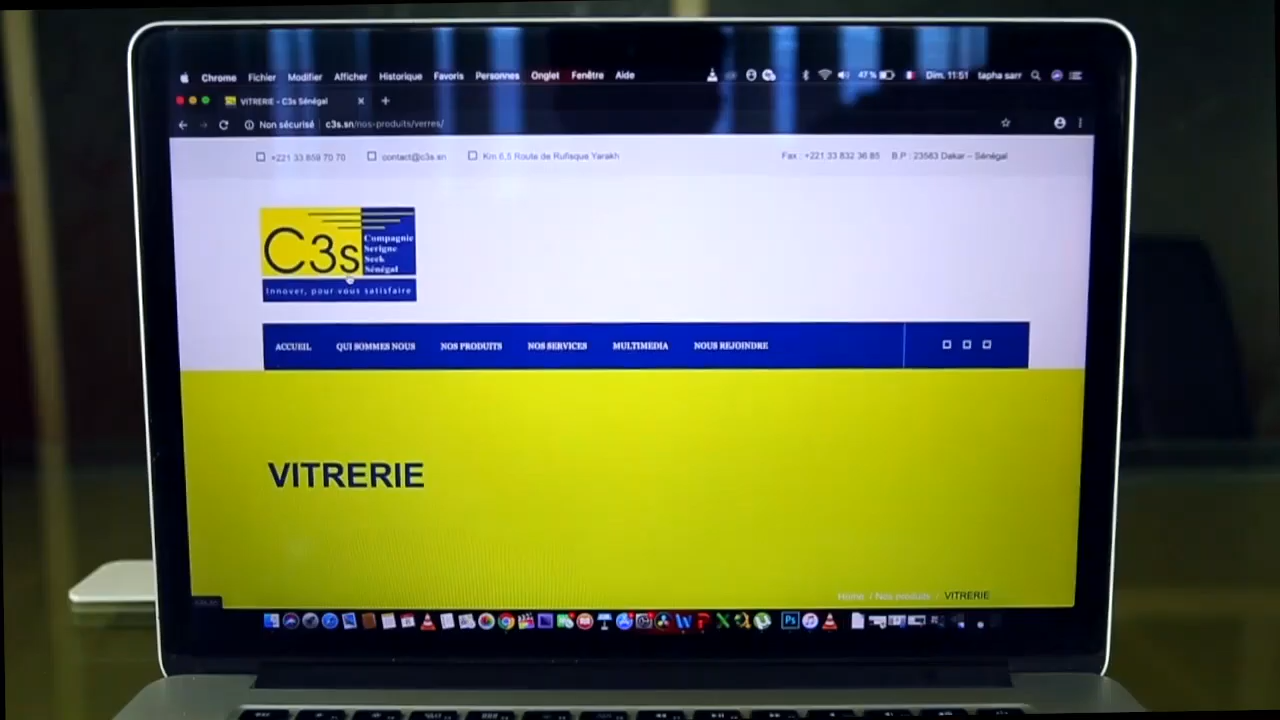 Chrome Fichier Modifier Afficher Historique Favoris Personnes Onglet Fenêtre Aide 47 % Dim. 11:51 tapha sarr
VITRERIE - C3s Sénégal
Non sécurisé c3s.sn/nos-produits/verres/
+221 33 859 70 70 contact@c3s.sn Km 6,5 Route de Rufisque Yarakh Fax : +221 33 832 36 85 B.P : 23563 Dakar – Sénégal
C3s
Compagnie
Serigne
Seck
Sénégal
Innover, pour vous satisfaire
ACCUEIL QUI SOMMES NOUS NOS PRODUITS NOS SERVICES MULTIMEDIA NOUS REJOINDRE
VITRERIE
Home / Nos produits / VITRERIE
Ps